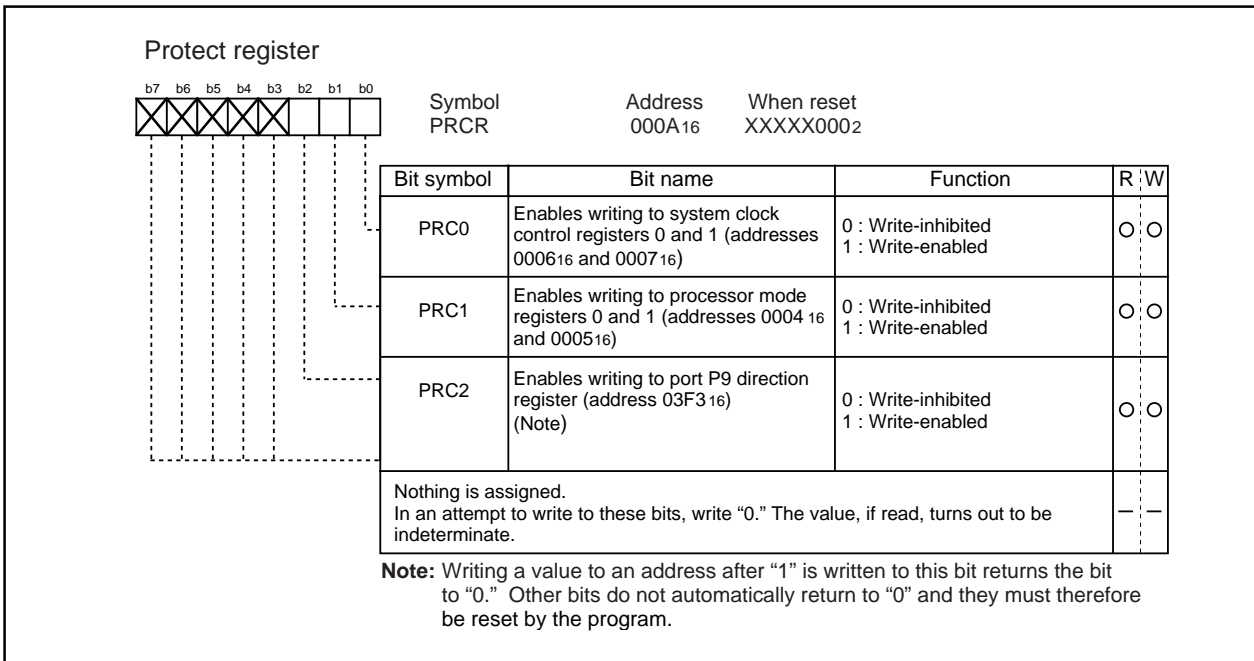 Protect register
b7 b6 b5 b4 b3 b2 b1 b0
Symbol Address When reset
PRCR 000A16 XXXXX0002
Bit symbol Bit name Function R W
PRC0
Enables writing to system clock
control registers 0 and 1 (addresses
000616 and 000716)
0 : Write-inhibited
1 : Write-enabled
PRC1
Enables writing to processor mode
registers 0 and 1 (addresses 0004 16
and 000516)
0 : Write-inhibited
1 : Write-enabled
PRC2
Enables writing to port P9 direction
register (address 03F3 16)
(Note)
0 : Write-inhibited
1 : Write-enabled
Nothing is assigned.
In an attempt to write to these bits, write “0.” The value, if read, turns out to be
indeterminate.
Note: Writing a value to an address after “1” is written to this bit returns the bit
to “0.” Other bits do not automatically return to “0” and they must therefore
be reset by the program.